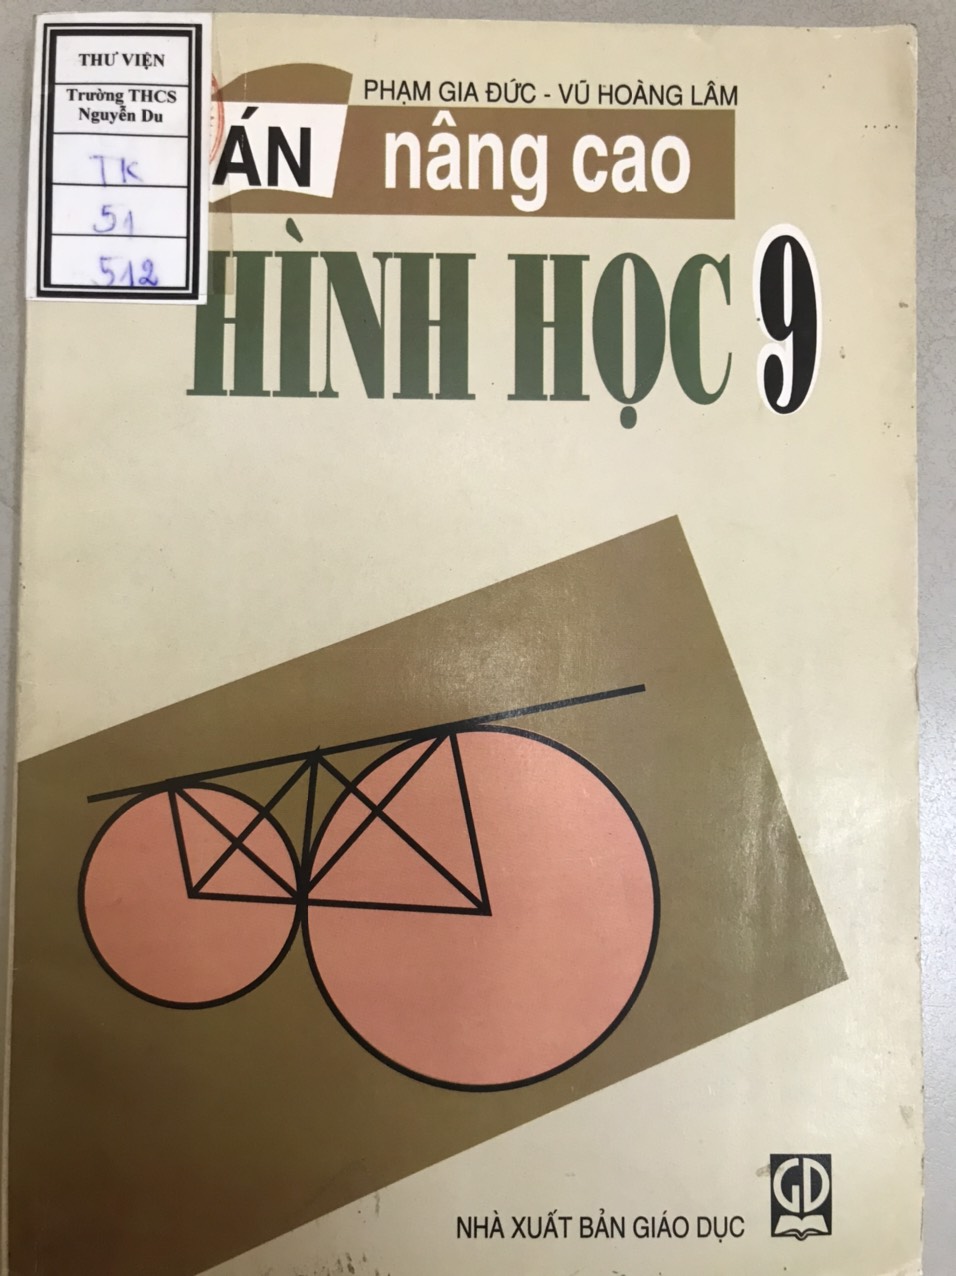 THƯ VIỆN
Trường THCS
Nguyễn Du
TK
51
512
PHẠM GIA ĐỨC - VŨ HOÀNG LÂM
ÁN nâng cao
HÌNH HỌC 9
GD
NHÀ XUẤT BẢN GIÁO DỤC